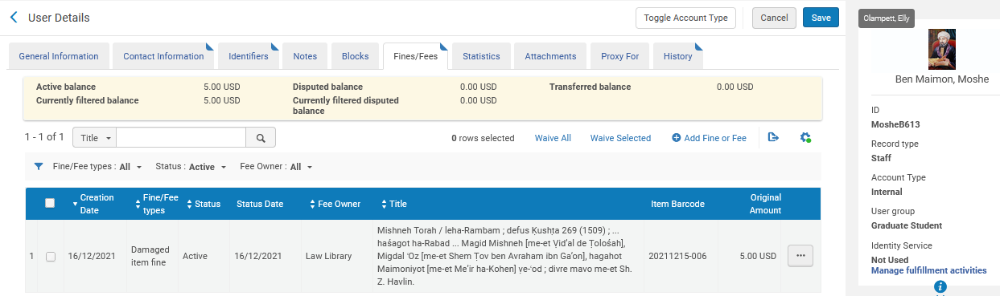 User Details
Toggle Account Type
Cancel
Save
General Information
Contact Information
Identifiers
Notes
Blocks
Fines/Fees
Statistics
Attachments
Proxy For
History
Active balance 5.00 USD Disputed balance 0.00 USD Transferred balance 0.00 USD
Currently filtered balance 5.00 USD Currently filtered disputed 0.00 USD
balance
1 - 1 of 1 Title 0 rows selected Waive All Waive Selected Add Fine or Fee
Fine/Fee types : All Status : Active Fee Owner : All
Creation Date
Fine/Fee types
Status
Status Date
Fee Owner
Title
Item Barcode
Original Amount
1
16/12/2021
Damaged
item fine
Active
16/12/2021
Law Library
Mishneh Torah / leha-Rambam ; defus Ḳushṭa 269 (1509) ; ...
haśagot ha-Rabad ... Magid Mishneh [me-et Vidʼal de Ṭolośah],
Migdal ʻOz [me-et Shem Ṭov ben Avraham ibn Gaʼon], hagahot
Maimoniyot [me-et Meʼir ha-Kohen] ṿe-ʻod ; divre mavo me-et Sh.
Z. Havlin.
20211215-006
5.00 USD
Clampett, Elly
Ben Maimon, Moshe
ID
MosheB613
Record type
Staff
Account Type
Internal
User group
Graduate Student
Identity Service
Not Used
Manage fulfillment activities